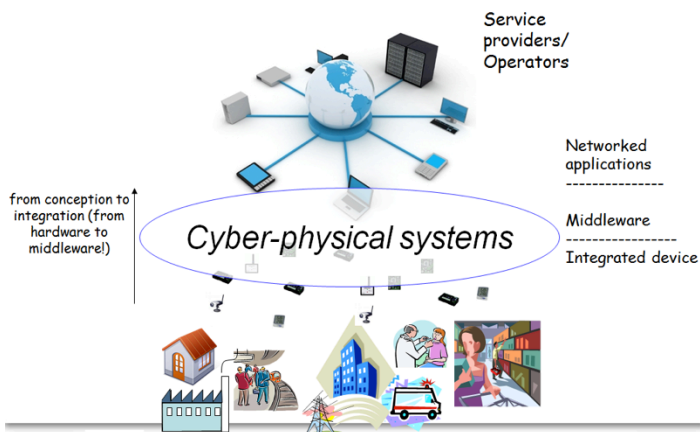 Service
providers/
Operators
Networked
applications
---------------
Middleware
-----------------
Integrated device
from conception to
integration (from
hardware to
middleware!)
Cyber-physical systems